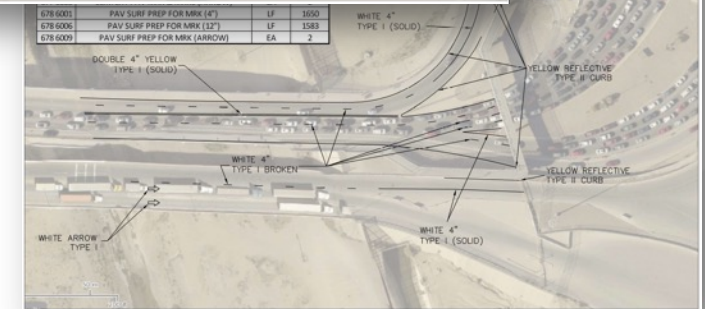 678 6001 PAV SURF PREP FOR MRK (4") LF 1650
678 6006 PAV SURF PREP FOR MRK (12") LF 1583
678 6009 PAV SURF PREP FOR MRK (ARROW) EA 2
WHITE 4"
TYPE I (SOLID)
DOUBLE 4" YELLOW
TYPE I (SOLID)
YELLOW REFLECTIVE
TYPE II CURB
WHITE 4"
TYPE I BROKEN
YELLOW REFLECTIVE
TYPE II CURB
WHITE ARROW
TYPE I
WHITE 4"
TYPE I (SOLID)